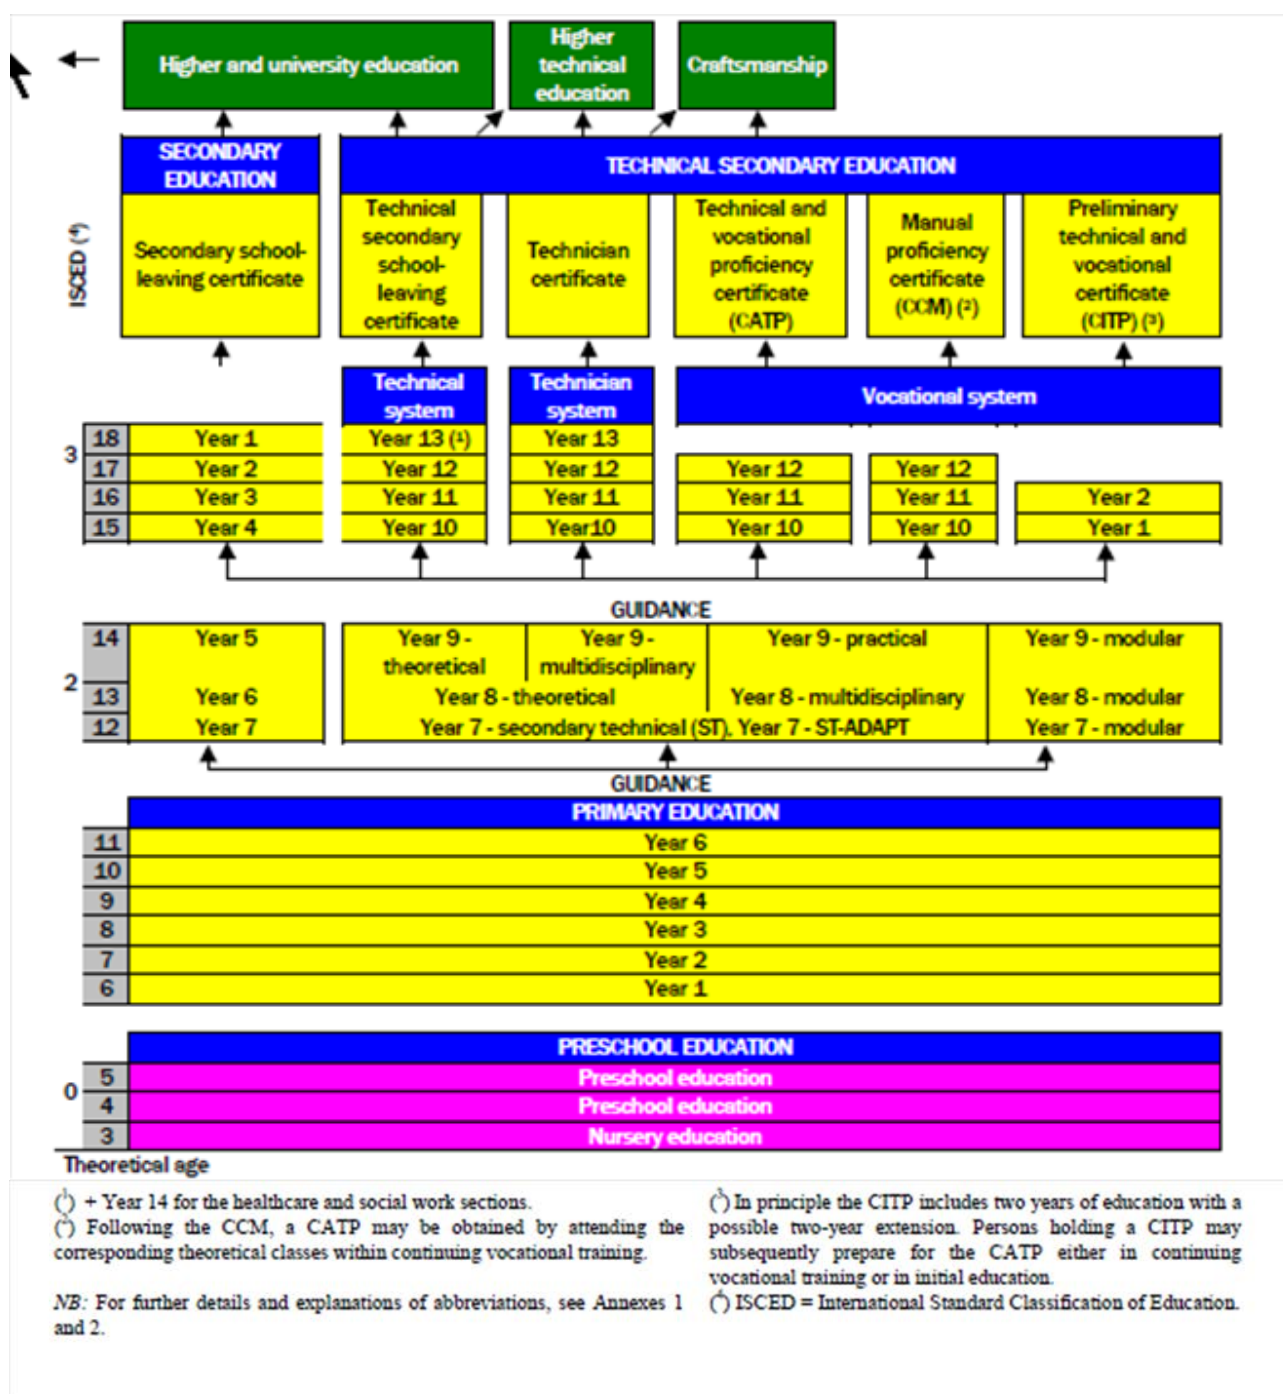 Higher and university education
Higher
technical
education
Craftsmanship
SECONDARY
EDUCATION
TECHNICAL SECONDARY EDUCATION
ISCED (4)
Secondary school-
leaving certificate
Technical
secondary
school-
leaving
certificate
Technician
certificate
Technical and
vocational
proficiency
certificate
(CATP)
Manual
proficiency
certificate
(CCM) (2)
Preliminary
technical and
vocational
certificate
(CITP) (3)
Technical
system
Technician
system
Vocational system
3
18 Year 1 Year 13 (1) Year 13
17 Year 2 Year 12 Year 12 Year 12 Year 12
16 Year 3 Year 11 Year 11 Year 11 Year 11 Year 2
15 Year 4 Year 10 Year10 Year 10 Year 10 Year 1
GUIDANCE
2
14 Year 5
Year 9 -
theoretical
Year 9 -
multidisciplinary
Year 9 - practical
Year 9 - modular
13 Year 6 Year 8 - theoretical Year 8 - multidisciplinary Year 8 - modular
12 Year 7 Year 7 - secondary technical (ST), Year 7 - ST-ADAPT Year 7 - modular
GUIDANCE
PRIMARY EDUCATION
11 Year 6
10 Year 5
9 Year 4
8 Year 3
7 Year 2
6 Year 1
PRESCHOOL EDUCATION
0
5 Preschool education
4 Preschool education
3 Nursery education
Theoretical age
(1) + Year 14 for the healthcare and social work sections.
(2) Following the CCM, a CATP may be obtained by attending the
corresponding theoretical classes within continuing vocational training.
NB: For further details and explanations of abbreviations, see Annexes 1
and 2.
(3) In principle the CITP includes two years of education with a
possible two-year extension. Persons holding a CITP may
subsequently prepare for the CATP either in continuing
vocational training or in initial education.
(4) ISCED = International Standard Classification of Education.